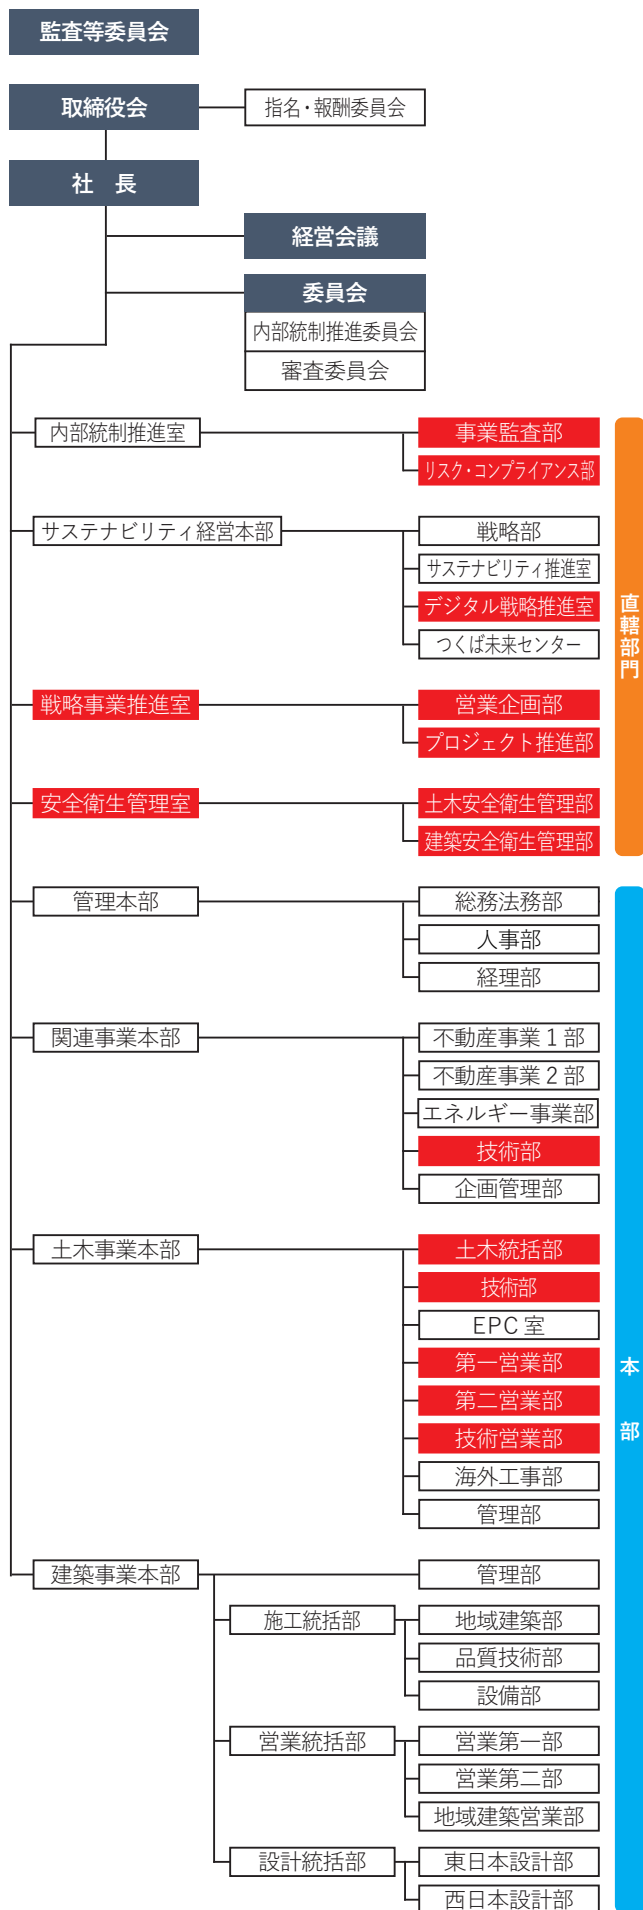 監査等委員会
取締役会
指名・報酬委員会
社 長
経営会議
委員会
内部統制推進委員会
審査委員会
内部統制推進室
事業監査部
リスク・コンプライアンス部
サステナビリティ経営本部
戦略部
サステナビリティ推進室
デジタル戦略推進室
つくば未来センター
戦略事業推進室
営業企画部
プロジェクト推進部
安全衛生管理室
土木安全衛生管理部
建築安全衛生管理部
直轄部門
管理本部
総務法務部
人事部
経理部
関連事業本部
不動産事業1部
不動産事業2部
エネルギー事業部
技術部
企画管理部
土木事業本部
土木統括部
技術部
EPC室
第一営業部
第二営業部
技術営業部
海外工事部
管理部
建築事業本部
管理部
施工統括部
地域建築部
品質技術部
設備部
営業統括部
営業第一部
営業第二部
地域建築営業部
設計統括部
東日本設計部
西日本設計部
本 部